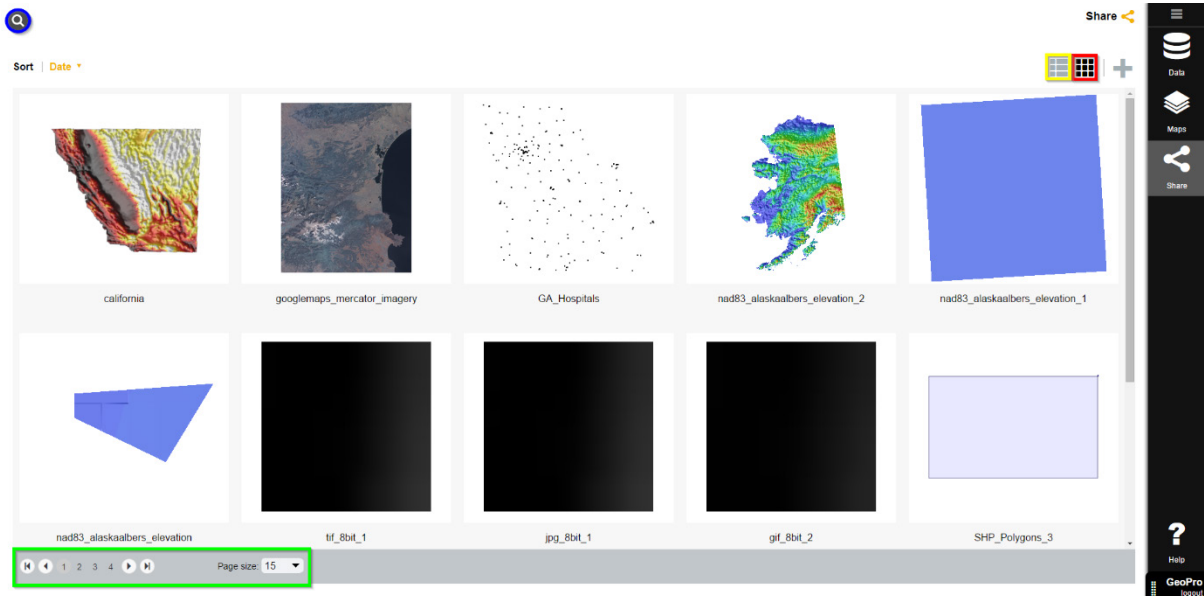 Share
Sort | Date
Data
Maps
Share
california
googlemaps_mercator_imagery
GA_Hospitals
nad83_alaskaalbers_elevation_2
nad83_alaskaalbers_elevation_1
nad83_alaskaalbers_elevation
tif_8bit_1
jpg_8bit_1
gif_8bit_2
SHP_Polygons_3
1 2 3 4 Page size: 15
? Help
GeoPro
logout